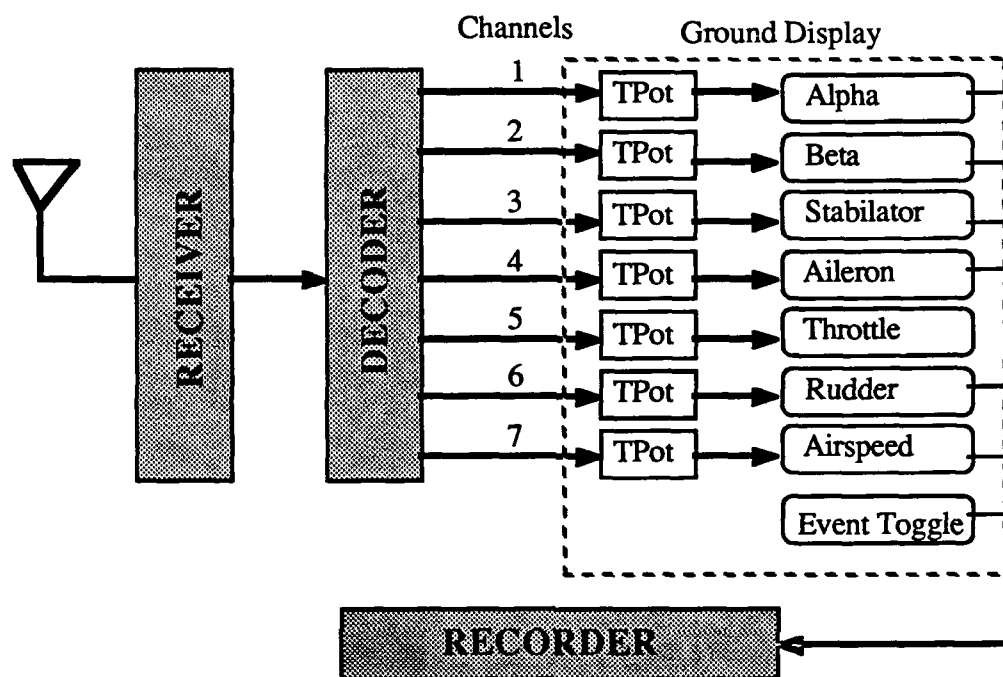 Channels
Ground Display
RECEIVER
DECODER
1
TPot
Alpha
2
TPot
Beta
3
TPot
Stabilator
4
TPot
Aileron
5
TPot
Throttle
6
TPot
Rudder
7
TPot
Airspeed
Event Toggle
RECORDER